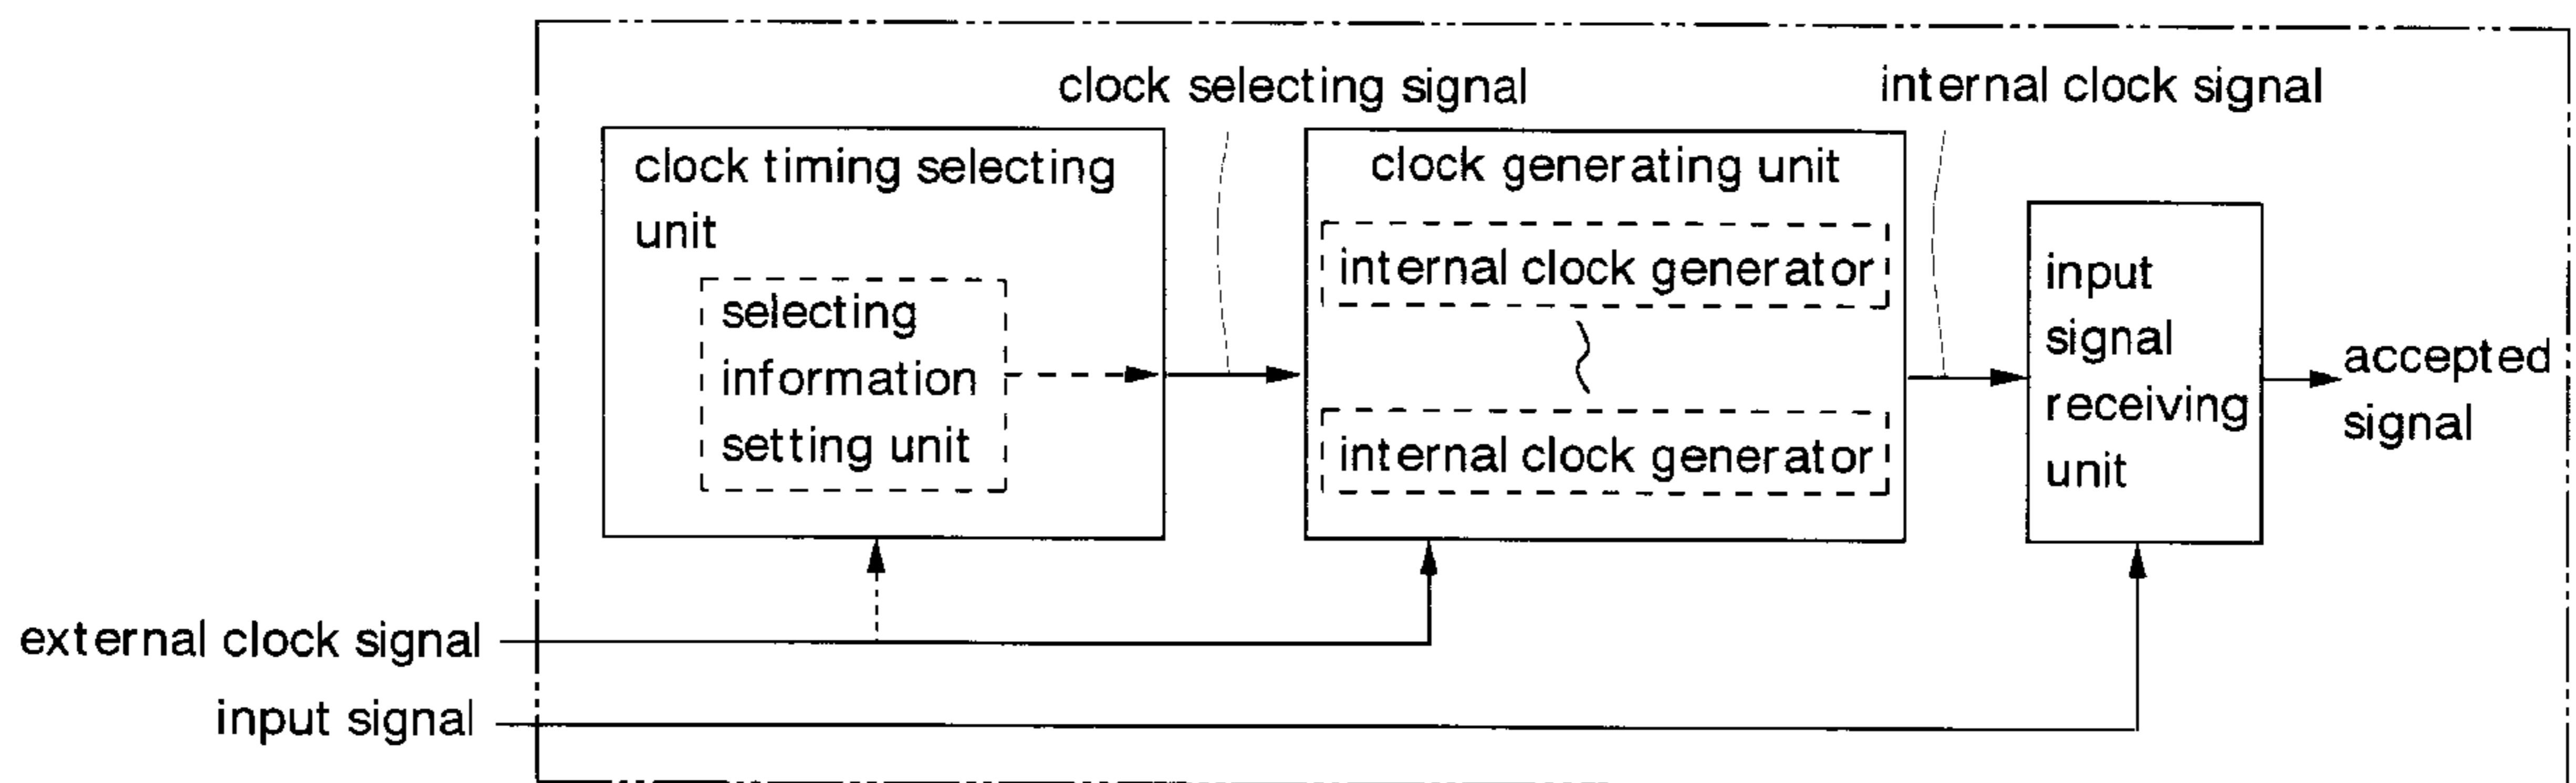 clock selecting signal
internal clock signal
clock timing selecting
unit
selecting
information
setting unit
clock generating unit
internal clock generator
internal clock generator
input
signal
receiving
unit
accepted
signal
external clock signal
input signal